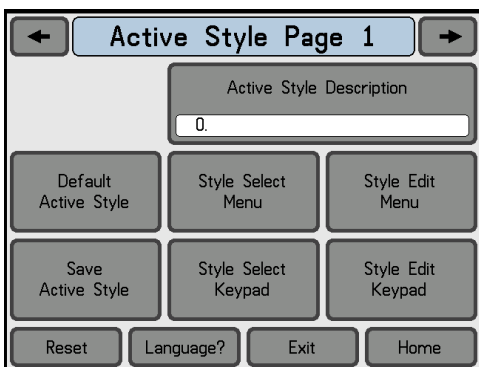 Active Style Page 1
Active Style Description
0.
Default
Active Style
Style Select
Menu
Style Edit
Menu
Save
Active Style
Style Select
Keypad
Style Edit
Keypad
Reset
Language?
Exit
Home